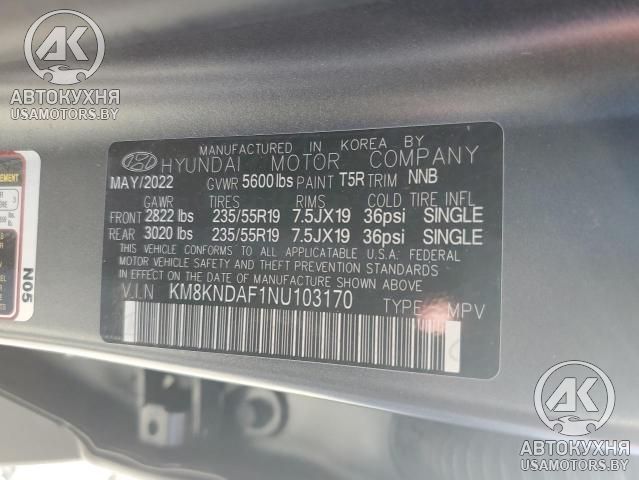 АК
АВТОКУХНЯ
USAMOTORS.BY
MANUFACTURED IN KOREA BY
HYUNDAI MOTOR COMPANY
MAY/2022 GVWR 5600lbs PAINT T5R TRIM NNB
GAWR TIRES RIMS COLD TIRE INFL
FRONT 2822 lbs 235/55R19 7.5JX19 36psi SINGLE
REAR 3020 lbs 235/55R19 7.5JX19 36psi SINGLE
THIS VEHICLE CONFORMS TO ALL APPLICABLE U.S.A. FEDERAL
MOTOR VEHICLE SAFETY AND THEFT PREVENTION STANDARDS
IN EFFECT ON THE DATE OF MANUFACTURE SHOWN ABOVE.
V.I.N KM8KNDAF1NU103170 TYPE MPV
N05
АК
АВТОКУХНЯ
USAMOTORS.BY